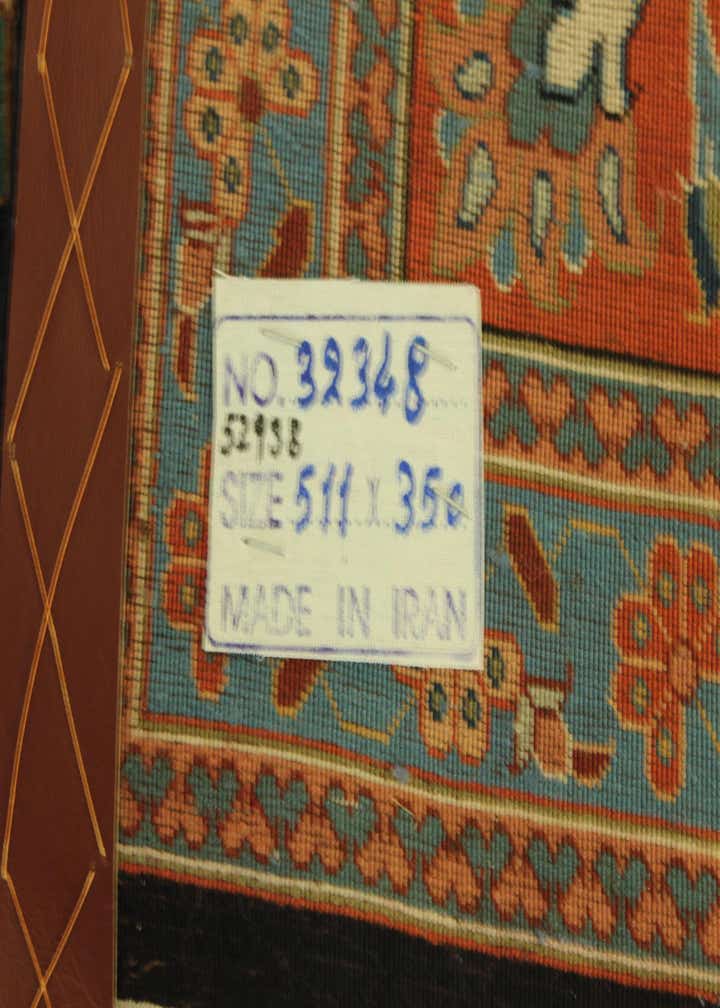 NO. 32348
52938
SIZE 511 X 350
MADE IN IRAN